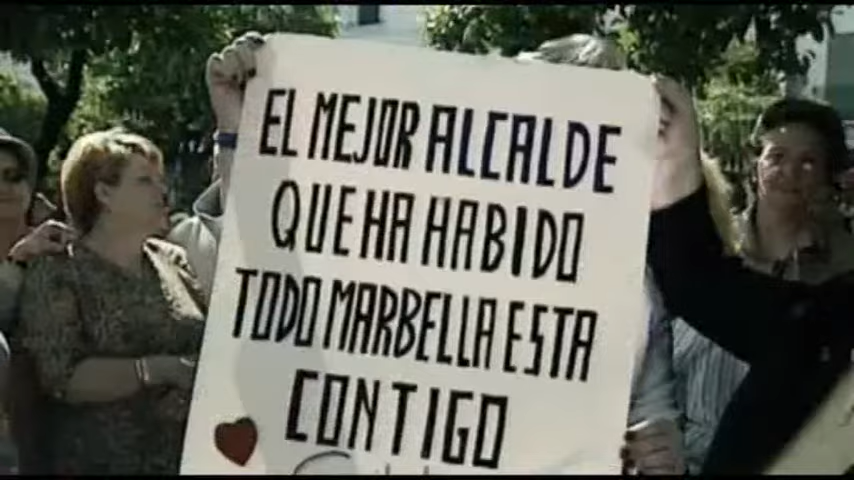 EL MEJOR ALCALDE
QUE HA HABIDO
TODO MARBELLA ESTA
CONTIGO